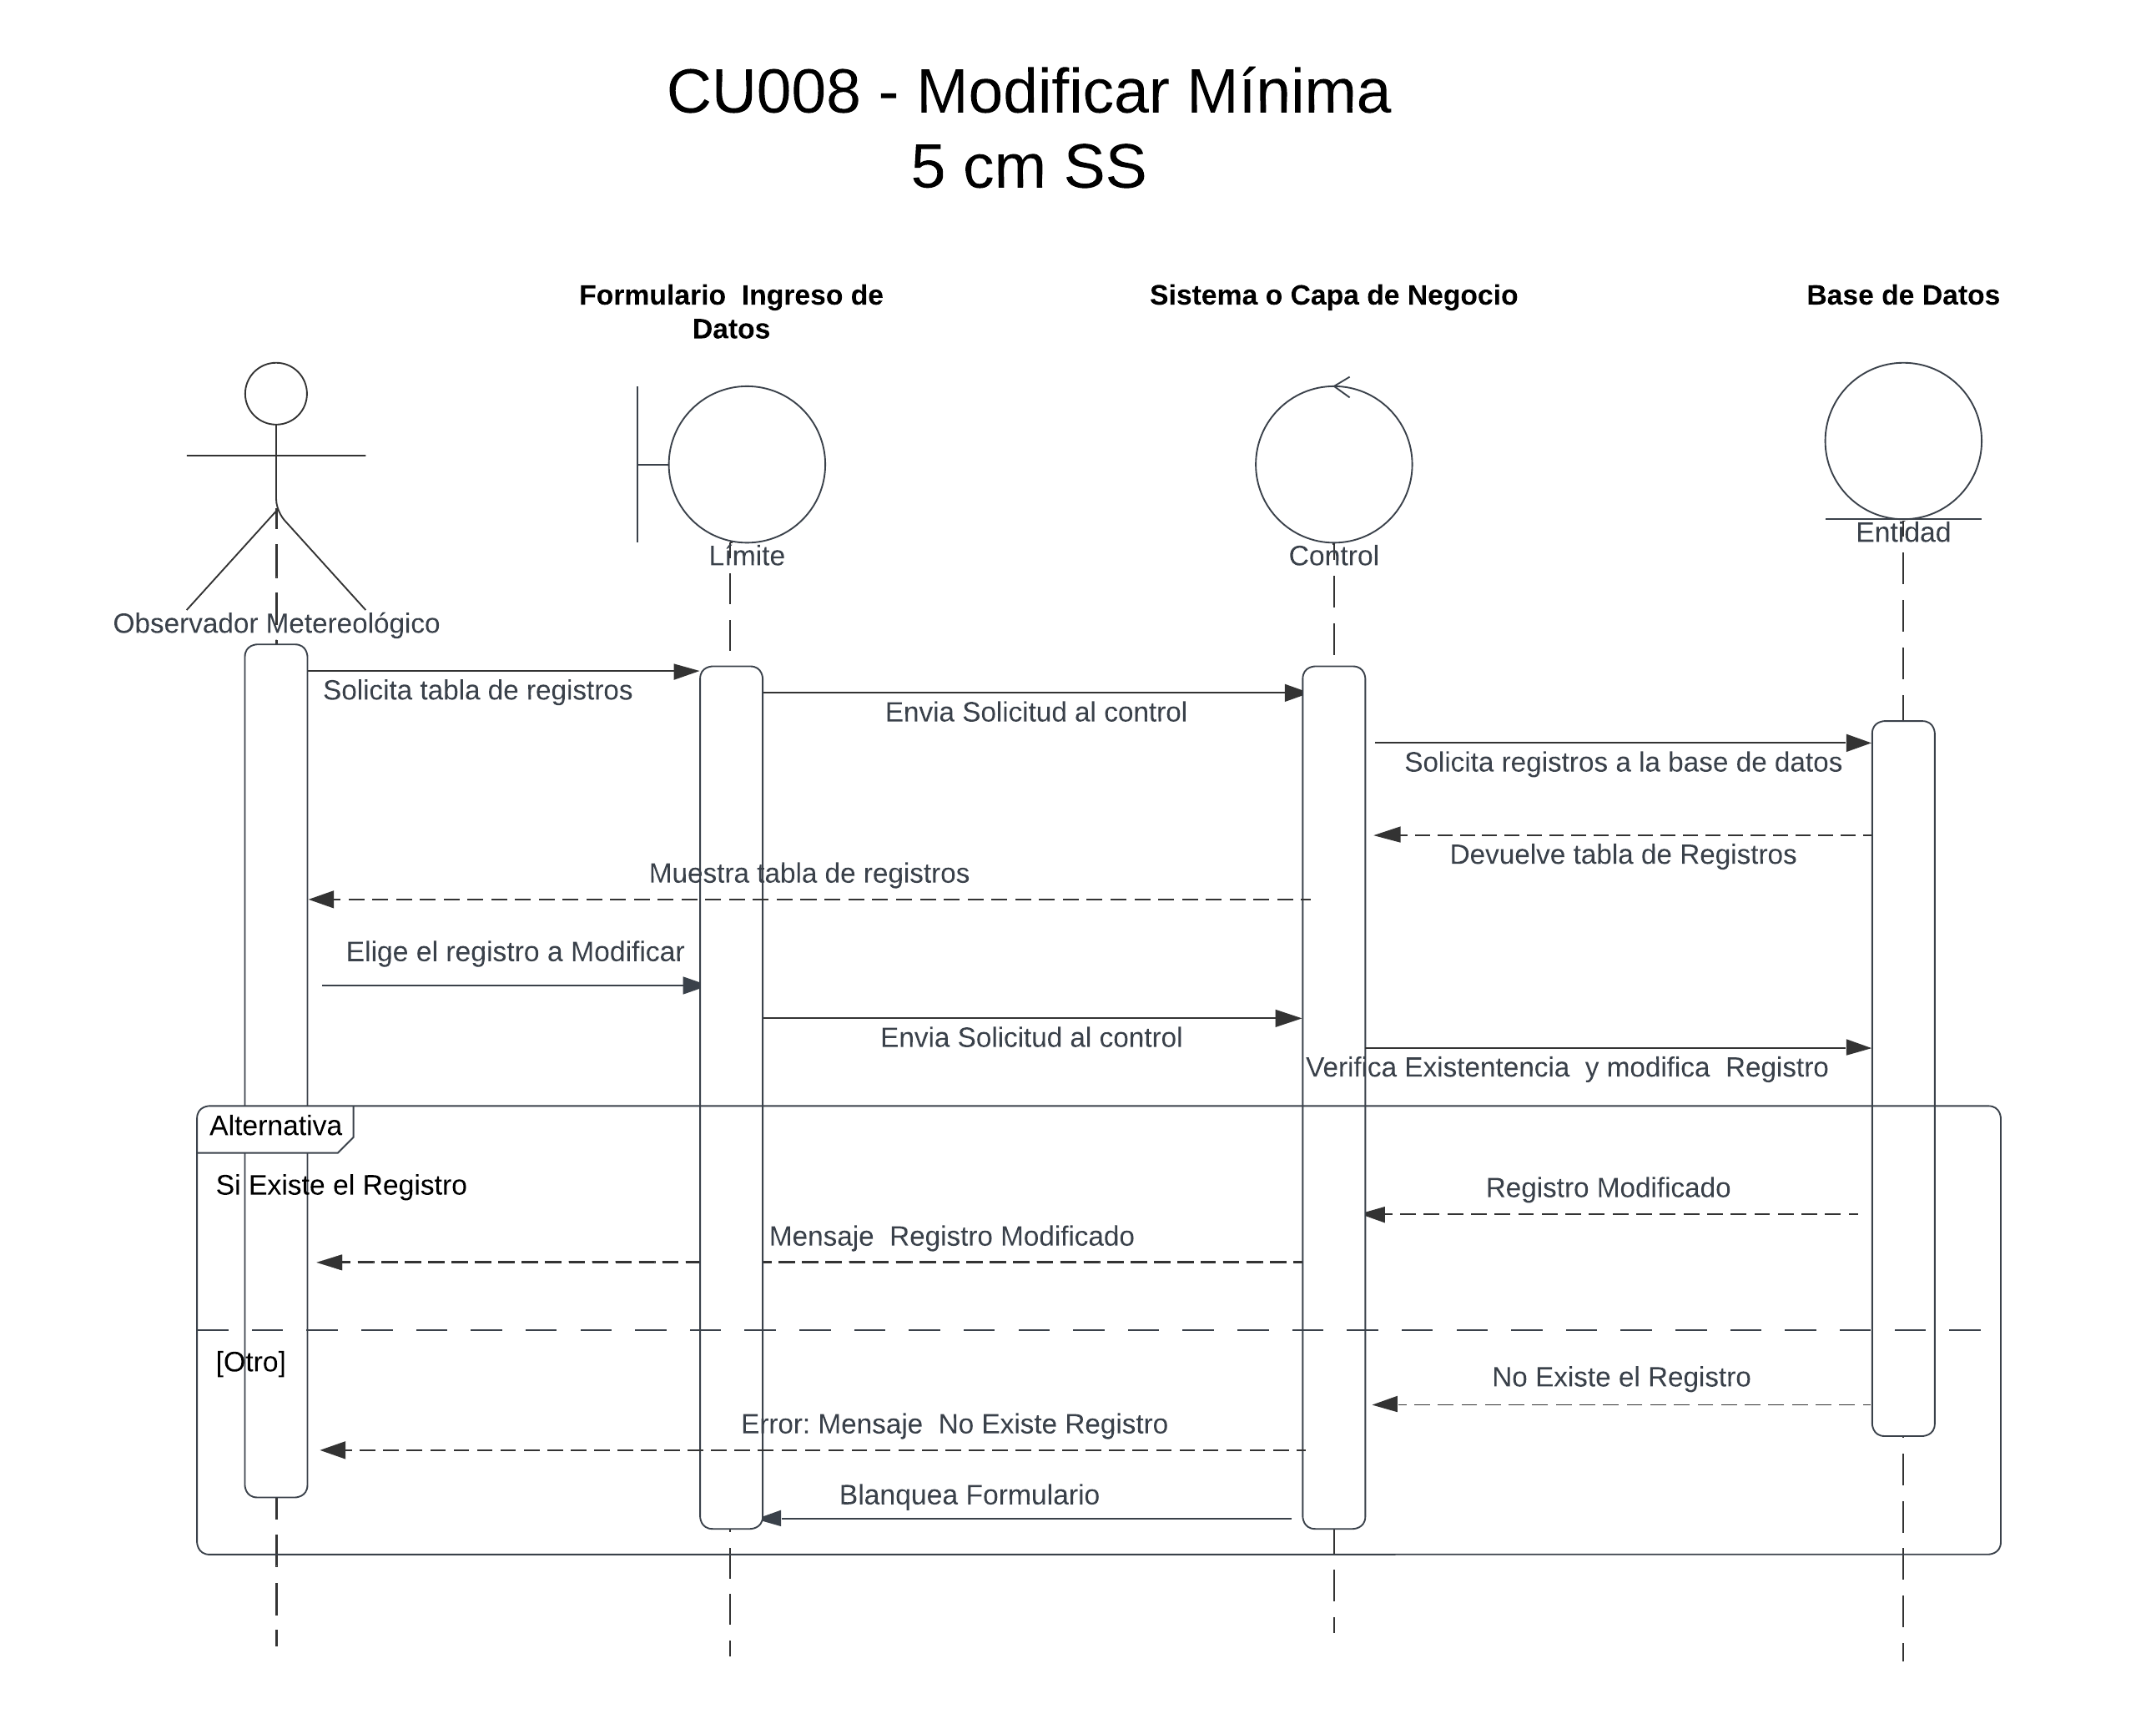 CU008 - Modificar Mínima
5 cm SS
Formulario  Ingreso de
Datos
Sistema o Capa de Negocio
Base de Datos
Entidad
Límite
Control
Observador Metereológico
Solicita tabla de registros
Envia Solicitud al control
Solicita registros a la base de datos
Devuelve tabla de Registros
Muestra tabla de registros
Elige el registro a Modificar
Envia Solicitud al control
Verifica Existentencia  y modifica  Registro
Alternativa
Si Existe el Registro
Registro Modificado
Mensaje  Registro Modificado
[Otro]
No Existe el Registro
Error: Mensaje  No Existe Registro
Blanquea Formulario